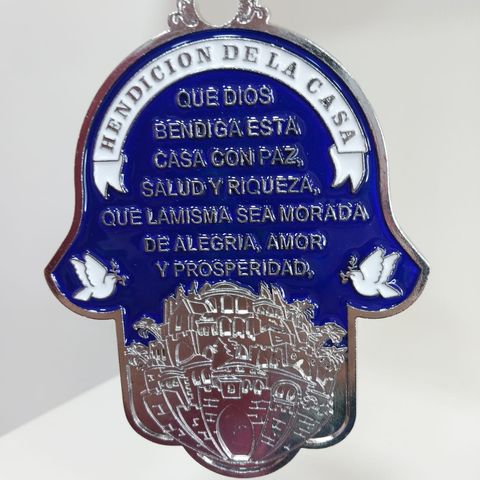 HENDICION DE LA CASA
QUE DIOS
BENDIGA ESTA
CASA CON PAZ,
SALUD Y RIQUEZA,
QUE LAMISMA SEA MORADA
DE ALEGRIA, AMOR
Y PROSPERIDAD,